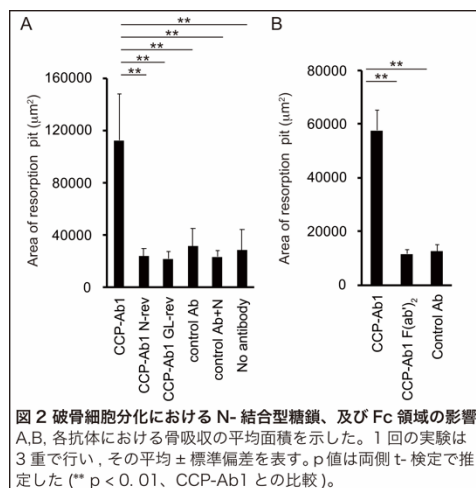 A
B
**
**
**
**
**
**
**
Area of resorption pit (μm²)
160000
120000
80000
40000
0
CCP-Ab1
CCP-Ab1 N-rev
CCP-Ab1 GL-rev
control Ab
control Ab+N
No antibody
Area of resorption pit (μm²)
80000
60000
40000
20000
0
CCP-Ab1
CCP-Ab1 F(ab')₂
Control Ab
図 2 破骨細胞分化における N- 結合型糖鎖、及び Fc 領域の影響
A,B, 各抗体における骨吸収の平均面積を示した。1 回の実験は
3 重で行い , その平均 ± 標準偏差を表す。p 値は両側 t- 検定で推
定した (** p < 0. 01、CCP-Ab1 との比較 )。